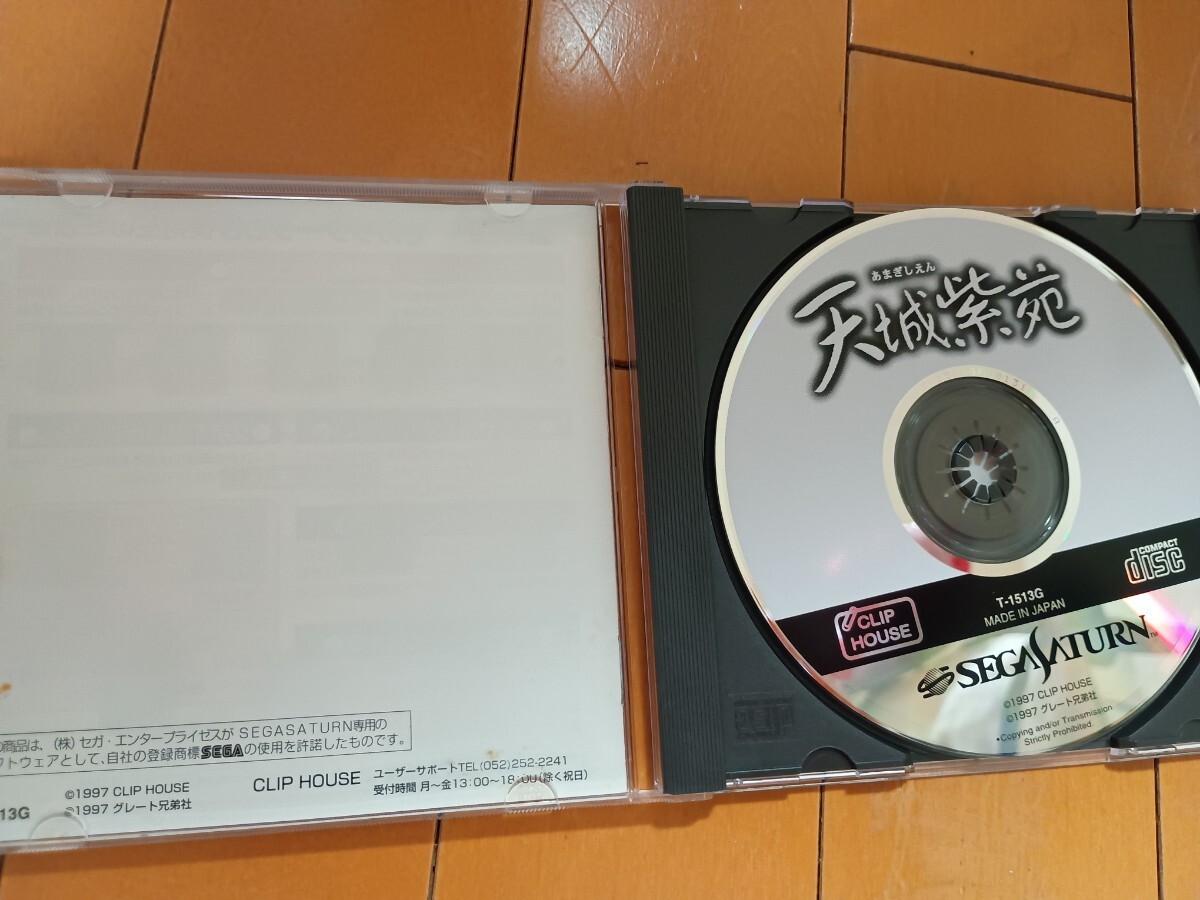 の商品は、(株)セガ・エンタープライゼスが SEGASATURN専用の
フトウェアとして、自社の登録商標SEGAの使用を許諾したものです。
13G
©1997 CLIP HOUSE
©1997 グレート兄弟社
CLIP HOUSE
ユーザーサポートTEL(052)252-2241
受付時間 月～金13:00～18:00(除く祝日)
あまぎしえん
天城紫苑
COMPACT
disc
T-1513G
MADE IN JAPAN
CLIP
HOUSE
SEGASATURN™
©1997 CLIP HOUSE
©1997 グレート兄弟社
•Copying and/or Transmission
Strictly Prohibited.